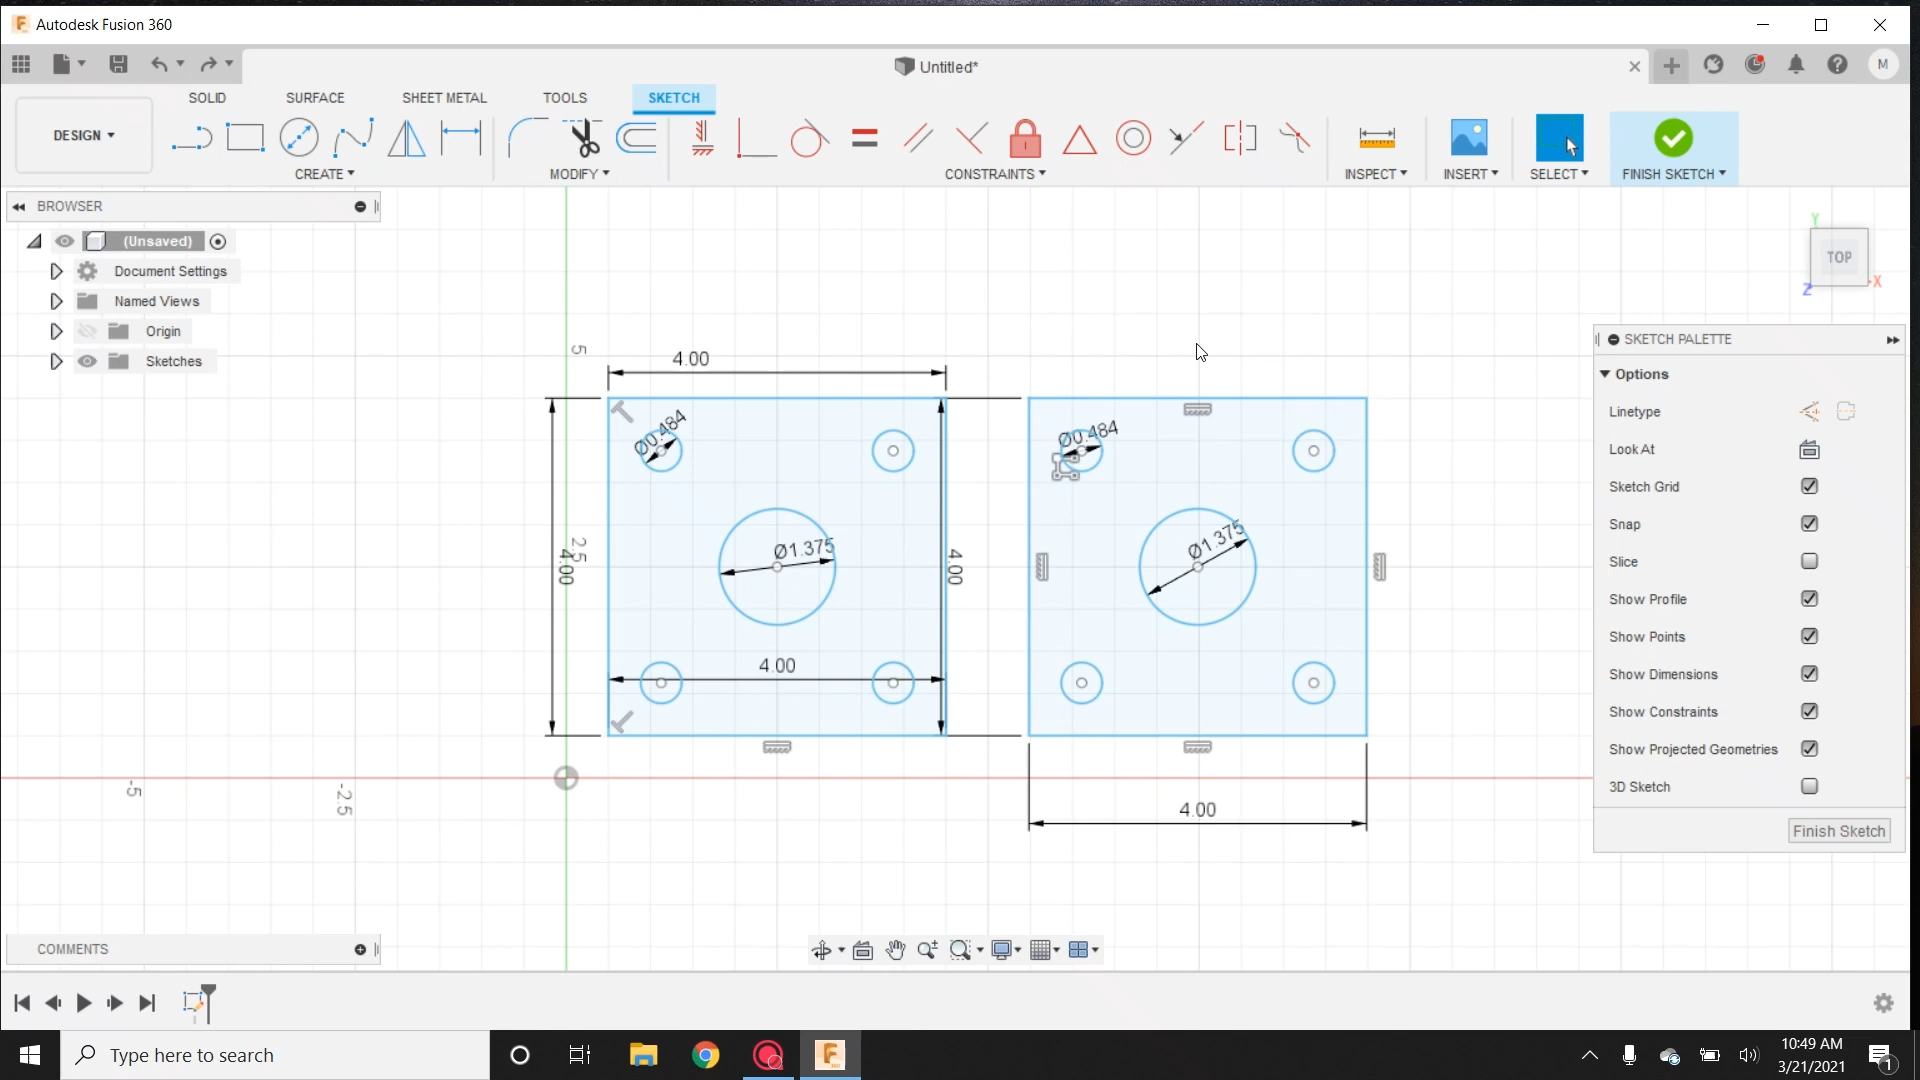 Autodesk Fusion 360
Untitled*
M
SOLID SURFACE SHEET METAL TOOLS SKETCH
DESIGN
CREATE MODIFY CONSTRAINTS INSPECT INSERT SELECT FINISH SKETCH
BROWSER
(Unsaved)
Document Settings
Named Views
Origin
Sketches
Y
TOP
X
Z
SKETCH PALETTE
Options
Linetype
Look At
Sketch Grid
Snap
Slice
Show Profile
Show Points
Show Dimensions
Show Constraints
Show Projected Geometries
3D Sketch
Finish Sketch
5
4.00
Ø0.484
Ø0.484
2.5
4.00
Ø1.375
4.00
Ø1.375
4.00
-5
-2.5
4.00
COMMENTS
Type here to search
10:49 AM
3/21/2021
1